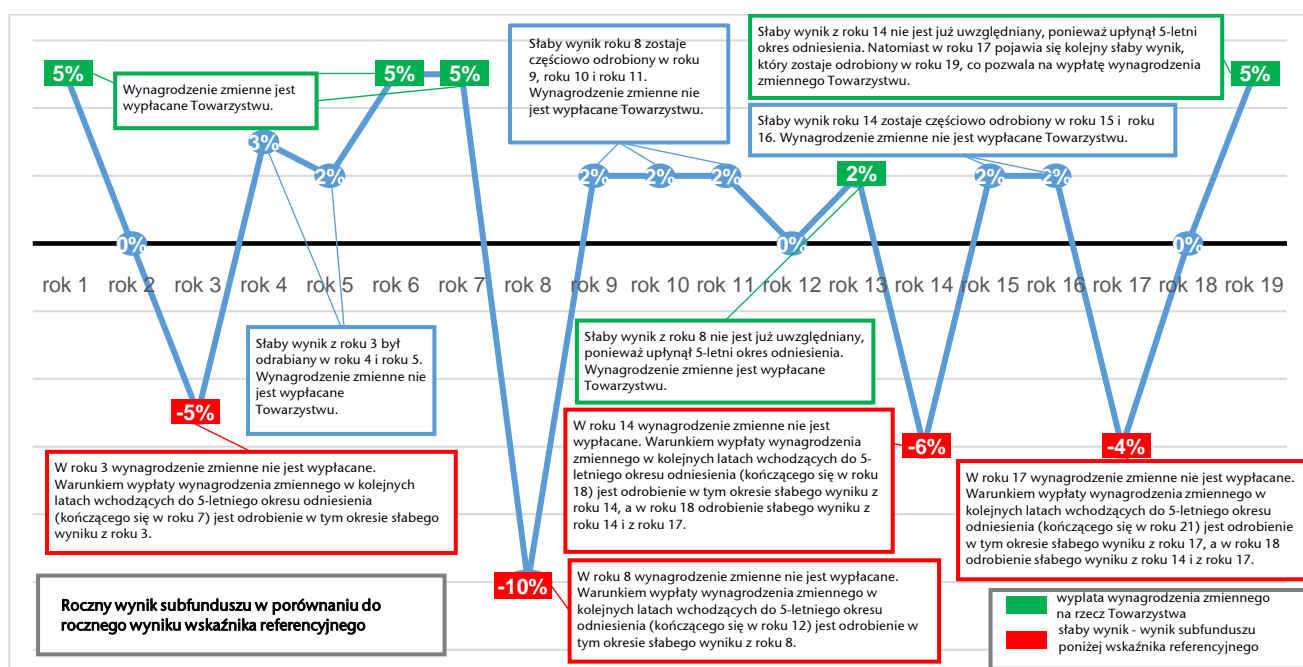 5%
Wynagrodzenie zmienne jest
wypłacane Towarzystwu.
5%
5%
Słaby wynik roku 8 zostaje
częściowo odrobiony w roku
9, roku 10 i roku 11.
Wynagrodzenie zmienne nie
jest wypłacane Towarzystwu.
Słaby wynik z roku 14 nie jest już uwzględniany, ponieważ upłynął 5-letni
okres odniesienia. Natomiast w roku 17 pojawia się kolejny słaby wynik,
który zostaje odrobiony w roku 19, co pozwala na wypłatę wynagrodzenia
zmiennego Towarzystwu.
5%
Słaby wynik roku 14 zostaje częściowo odrobiony w roku 15 i roku
16. Wynagrodzenie zmienne nie jest wypłacane Towarzystwu.
3%
2%
2%
2%
2%
2%
2%
2%
0%
0%
0%
rok 1 rok 2 rok 3 rok 4 rok 5 rok 6 rok 7 rok 8 rok 9 rok 10 rok 11 rok 12 rok 13 rok 14 rok 15 rok 16 rok 17 rok 18 rok 19
Słaby wynik z roku 3 był
odrabiany w roku 4 i roku 5.
Wynagrodzenie zmienne nie
jest wypłacane
Towarzystwu.
Słaby wynik z roku 8 nie jest już uwzględniany,
ponieważ upłynął 5-letni okres odniesienia.
Wynagrodzenie zmienne jest wypłacane
Towarzystwu.
-5%
-6%
-4%
W roku 3 wynagrodzenie zmienne nie jest wypłacane.
Warunkiem wypłaty wynagrodzenia zmiennego w kolejnych
latach wchodzących do 5-letniego okresu odniesienia
(kończącego się w roku 7) jest odrobienie w tym okresie słabego
wyniku z roku 3.
W roku 14 wynagrodzenie zmienne nie jest
wypłacane. Warunkiem wypłaty wynagrodzenia
zmiennego w kolejnych latach wchodzących do 5-
letniego okresu odniesienia (kończącego się w roku
18) jest odrobienie w tym okresie słabego wyniku z
roku 14, a w roku 18 odrobienie słabego wyniku z
roku 14 i z roku 17.
W roku 17 wynagrodzenie zmienne nie jest wypłacane.
Warunkiem wypłaty wynagrodzenia zmiennego w
kolejnych latach wchodzących do 5-letniego okresu
odniesienia (kończącego się w roku 21) jest odrobienie
w tym okresie słabego wyniku z roku 17, a w roku 18
odrobienie słabego wyniku z roku 14 i z roku 17.
-10%
W roku 8 wynagrodzenie zmienne nie jest wypłacane.
Warunkiem wypłaty wynagrodzenia zmiennego w
kolejnych latach wchodzących do 5-letniego okresu
odniesienia (kończącego się w roku 12) jest odrobienie w
tym okresie słabego wyniku z roku 8.
Roczny wynik subfunduszu w porównaniu do
rocznego wyniku wskaźnika referencyjnego
wyplata wynagrodzenia zmiennego
na rzecz Towarzystwa
słaby wynik - wynik subfunduszu
poniżej wskaźnika referencyjnego